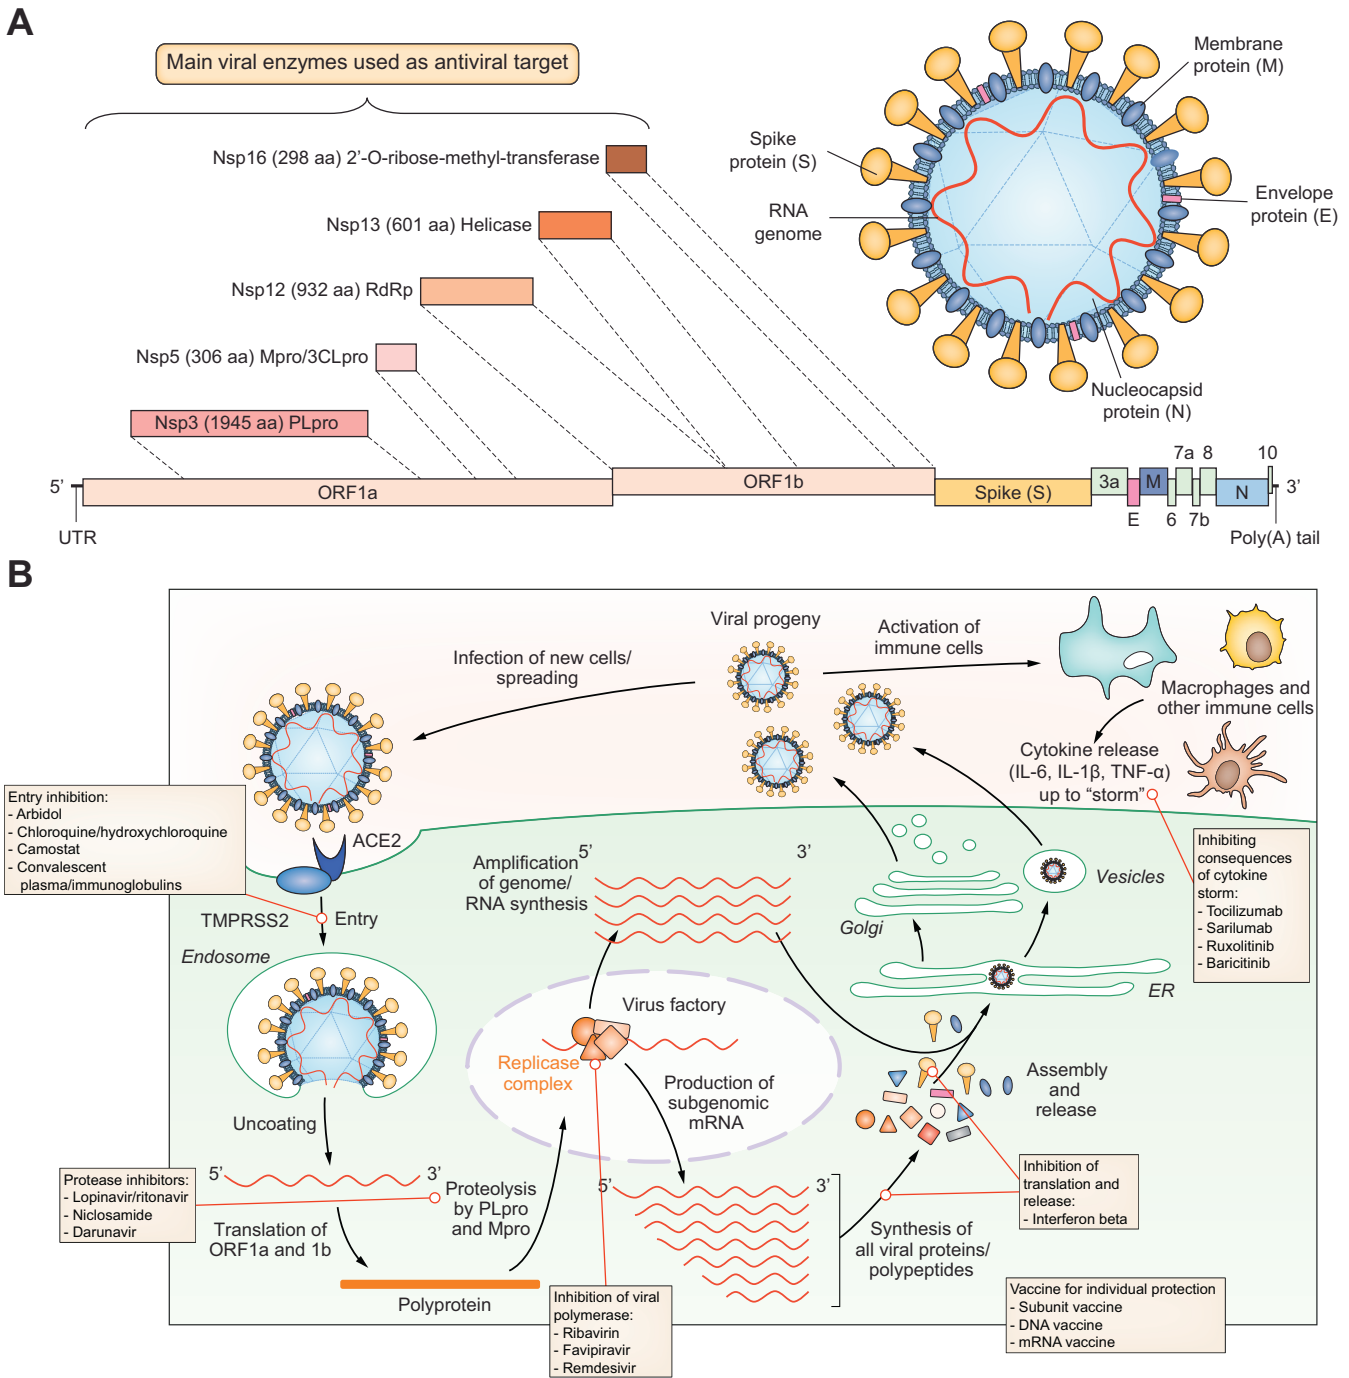 A
Main viral enzymes used as antiviral target
Nsp16 (298 aa) 2’-O-ribose-methyl-transferase
Nsp13 (601 aa) Helicase
Nsp12 (932 aa) RdRp
Nsp5 (306 aa) Mpro/3CLpro
Nsp3 (1945 aa) PLpro
Membrane
protein (M)
Spike
protein (S)
RNA
genome
Envelope
protein (E)
Nucleocapsid
protein (N)
5’
UTR
ORF1a
ORF1b
Spike (S)
3a
E
M
6
7a
7b
8
N
10
3’
Poly(A) tail
B
Viral progeny
Infection of new cells/
spreading
Activation of
immune cells
Macrophages and
other immune cells
Cytokine release
(IL-6, IL-1β, TNF-α)
up to “storm”
Entry inhibition:
- Arbidol
- Chloroquine/hydroxychloroquine
- Camostat
- Convalescent
plasma/immunoglobulins
ACE2
TMPRSS2
Entry
Endosome
Uncoating
5’
3’
Amplification
of genome/
RNA synthesis
5’
3’
Golgi
Vesicles
ER
Inhibiting
consequences
of cytokine
storm:
- Tocilizumab
- Sarilumab
- Ruxolitinib
- Baricitinib
Virus factory
Replicase
complex
Production of
subgenomic
mRNA
Assembly
and
release
Protease inhibitors:
- Lopinavir/ritonavir
- Niclosamide
- Darunavir
Translation of
ORF1a and 1b
Proteolysis
by PLpro
and Mpro
Polyprotein
5’
3’
Synthesis of
all viral proteins/
polypeptides
Inhibition of
translation and
release:
- Interferon beta
Inhibition of viral
polymerase:
- Ribavirin
- Favipiravir
- Remdesivir
Vaccine for individual protection
- Subunit vaccine
- DNA vaccine
- mRNA vaccine